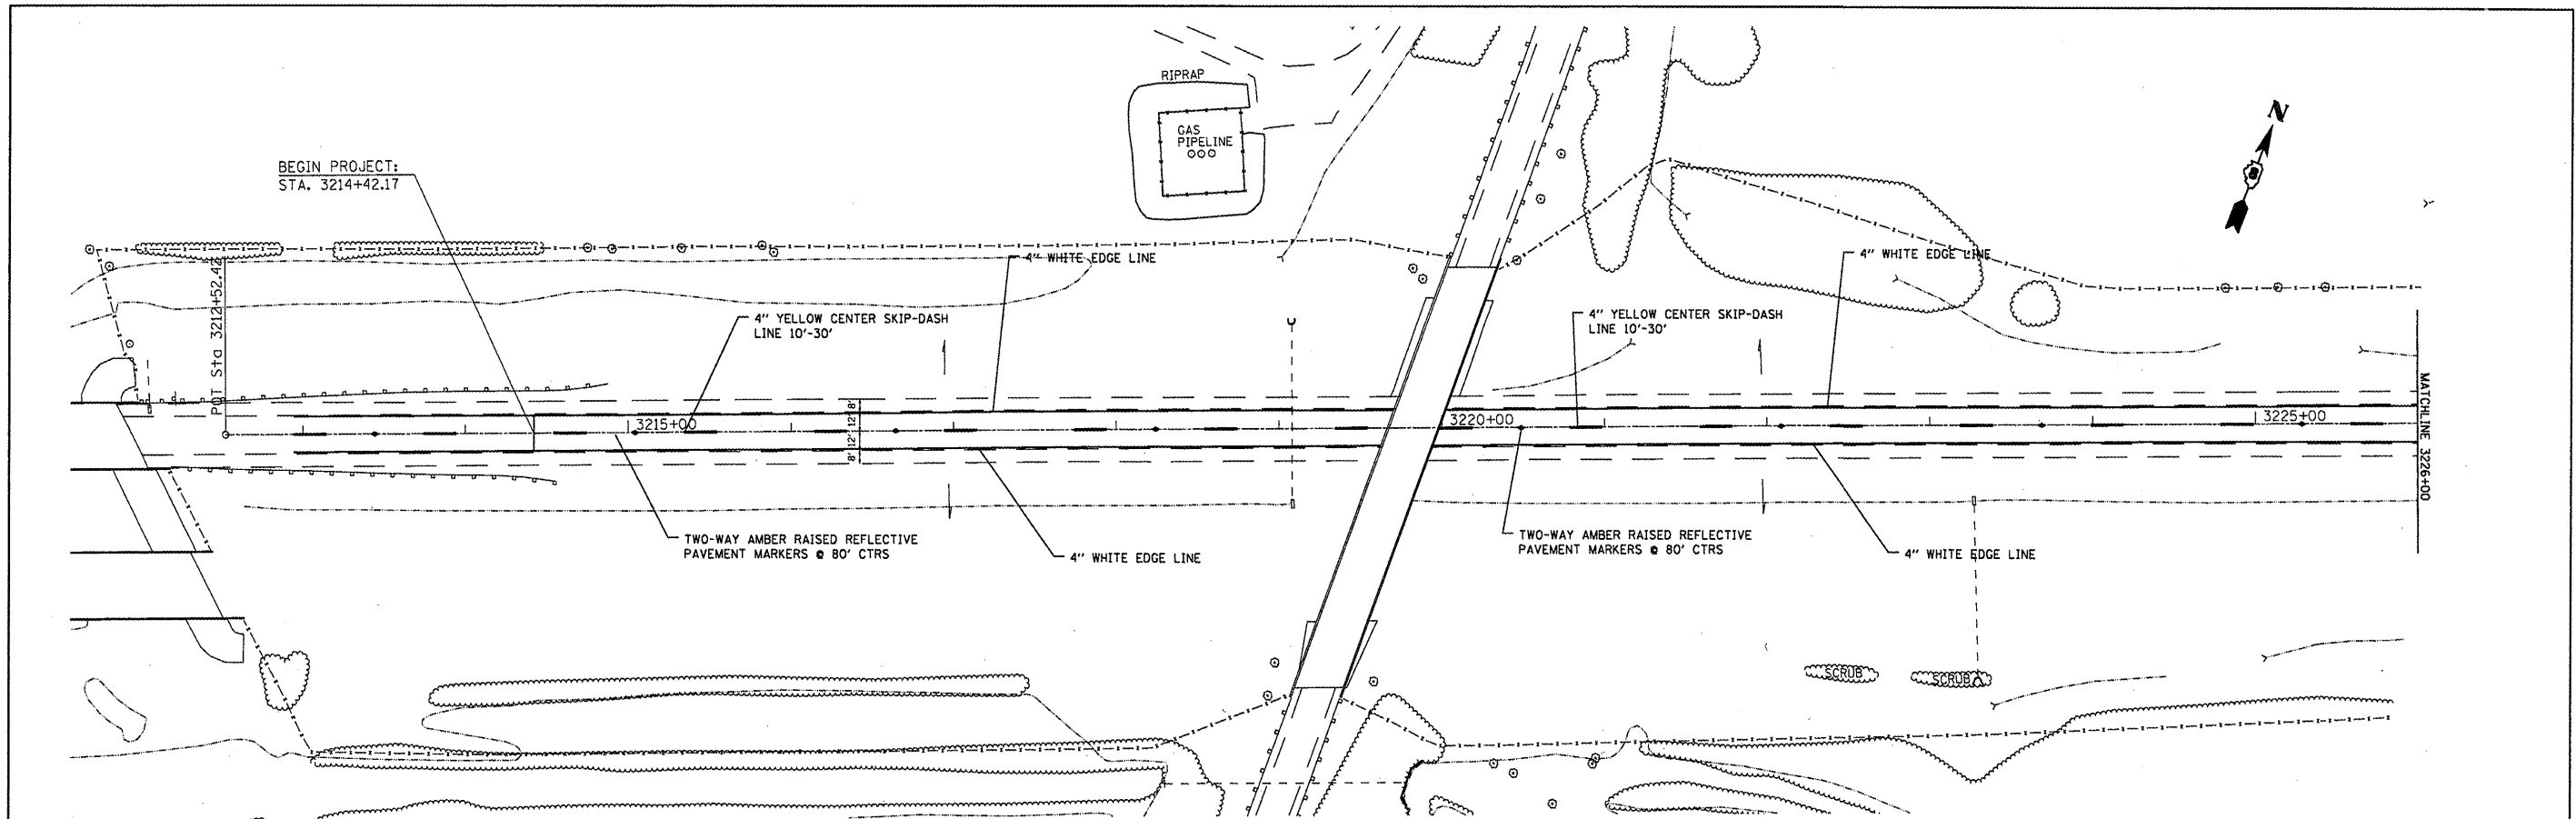 RIPRAP
N
GAS
PIPELINE
BEGIN PROJECT:
STA. 3214+42.17
POT Sta 3212+52.42
4" WHITE EDGE LINE
4" WHITE EDGE LINE
4" YELLOW CENTER SKIP-DASH
LINE 10'-30'
4" YELLOW CENTER SKIP-DASH
LINE 10'-30'
3215+00
8' 12' 12' 8'
3220+00
3225+00
MATCHLINE 3226+00
TWO-WAY AMBER RAISED REFLECTIVE
PAVEMENT MARKERS @ 80' CTRS
4" WHITE EDGE LINE
TWO-WAY AMBER RAISED REFLECTIVE
PAVEMENT MARKERS @ 80' CTRS
4" WHITE EDGE LINE
SCRUB
SCRUB